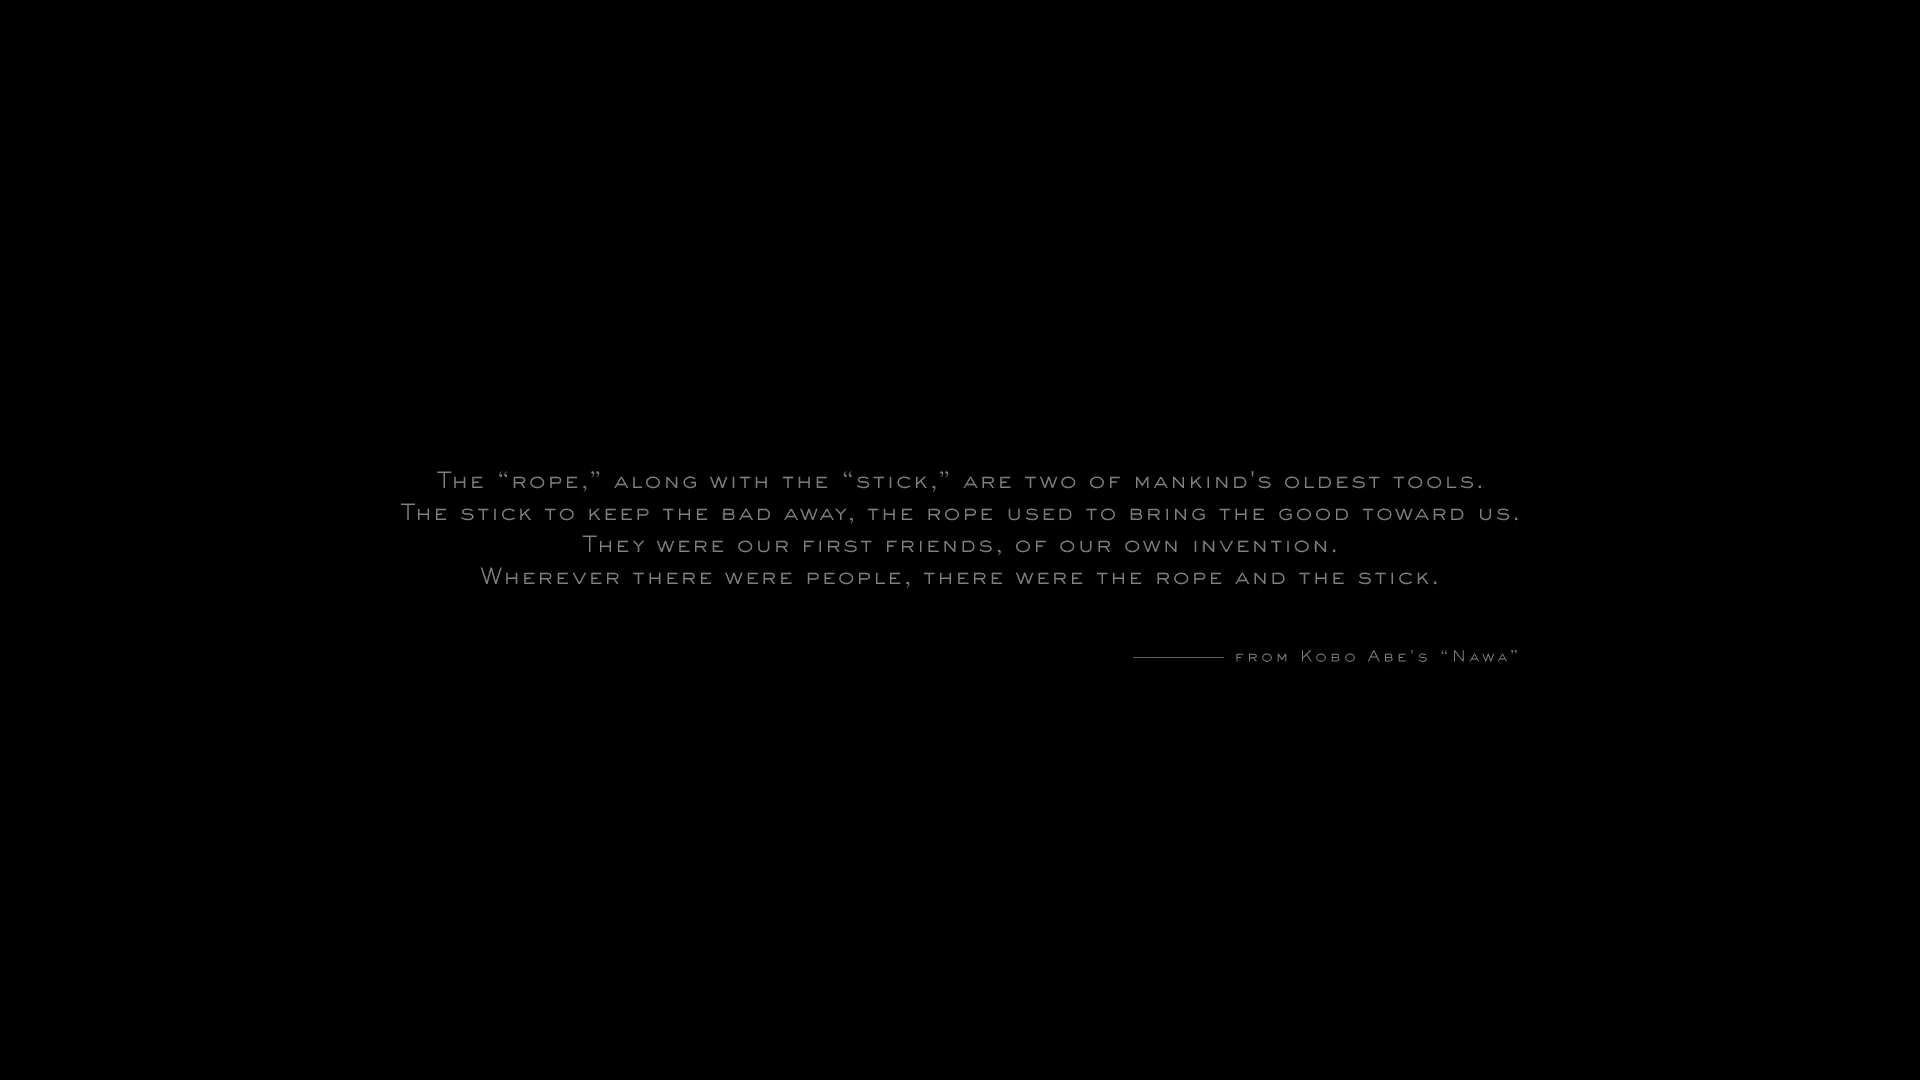 The “rope,” along with the “stick,” are two of mankind's oldest tools.
The stick to keep the bad away, the rope used to bring the good toward us.
They were our first friends, of our own invention.
Wherever there were people, there were the rope and the stick.
from Kobo Abe's “Nawa”